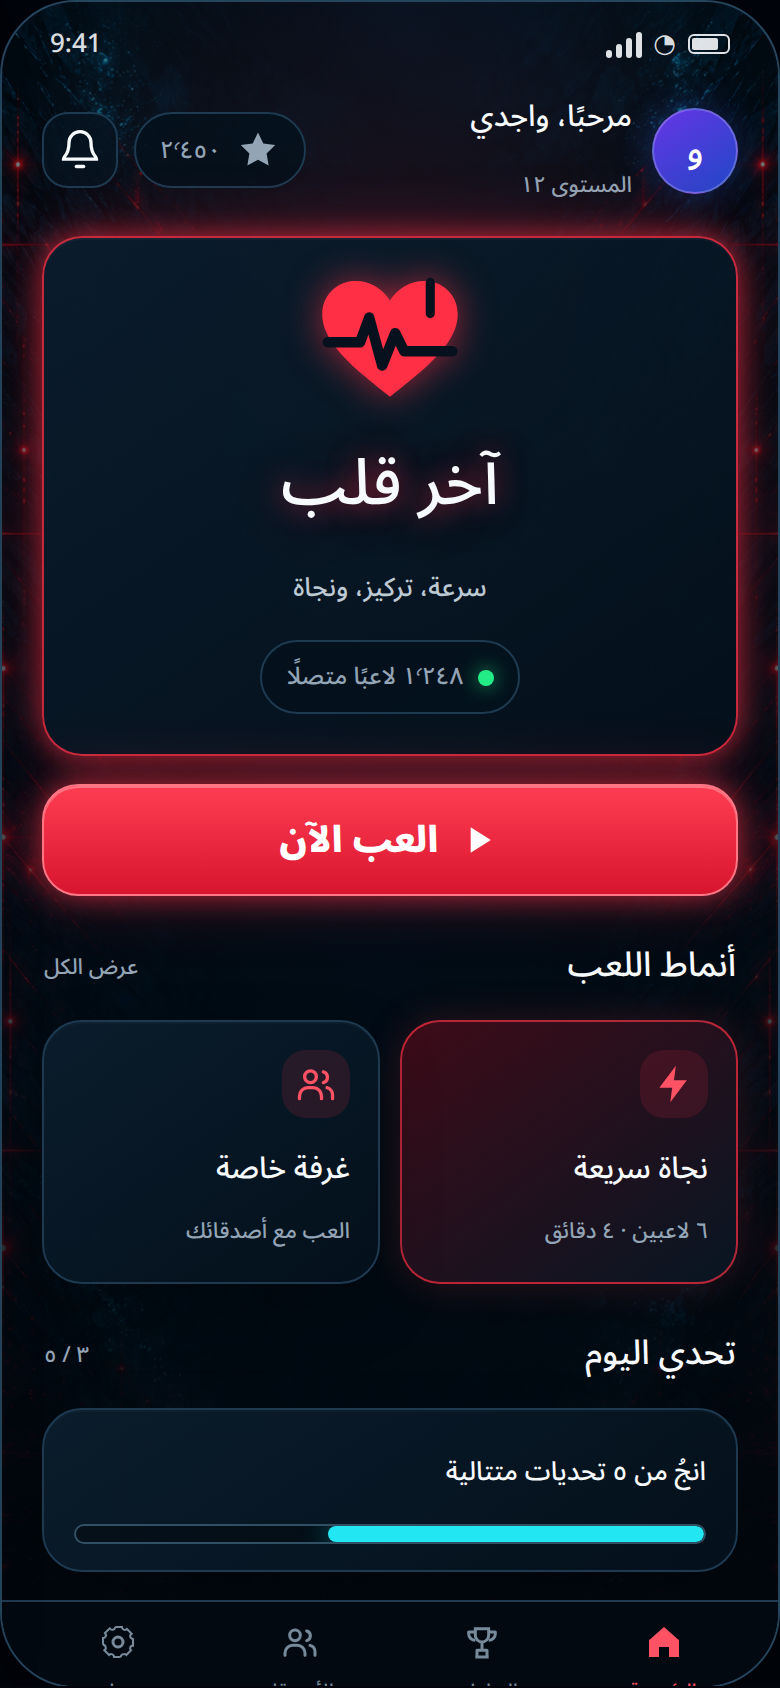 9:41
مرحبًا، واجدي
و
المستوى ١٢
٢٬٤٥٠
آخر قلب
سرعة، تركيز، ونجاة
١٬٢٤٨ لاعبًا متصلًا
العب الآن
أنماط اللعب
عرض الكل
نجاة سريعة
٦ لاعبين · ٤ دقائق
غرفة خاصة
العب مع أصدقائك
تحدي اليوم
٣ / ٥
انجُ من ٥ تحديات متتالية